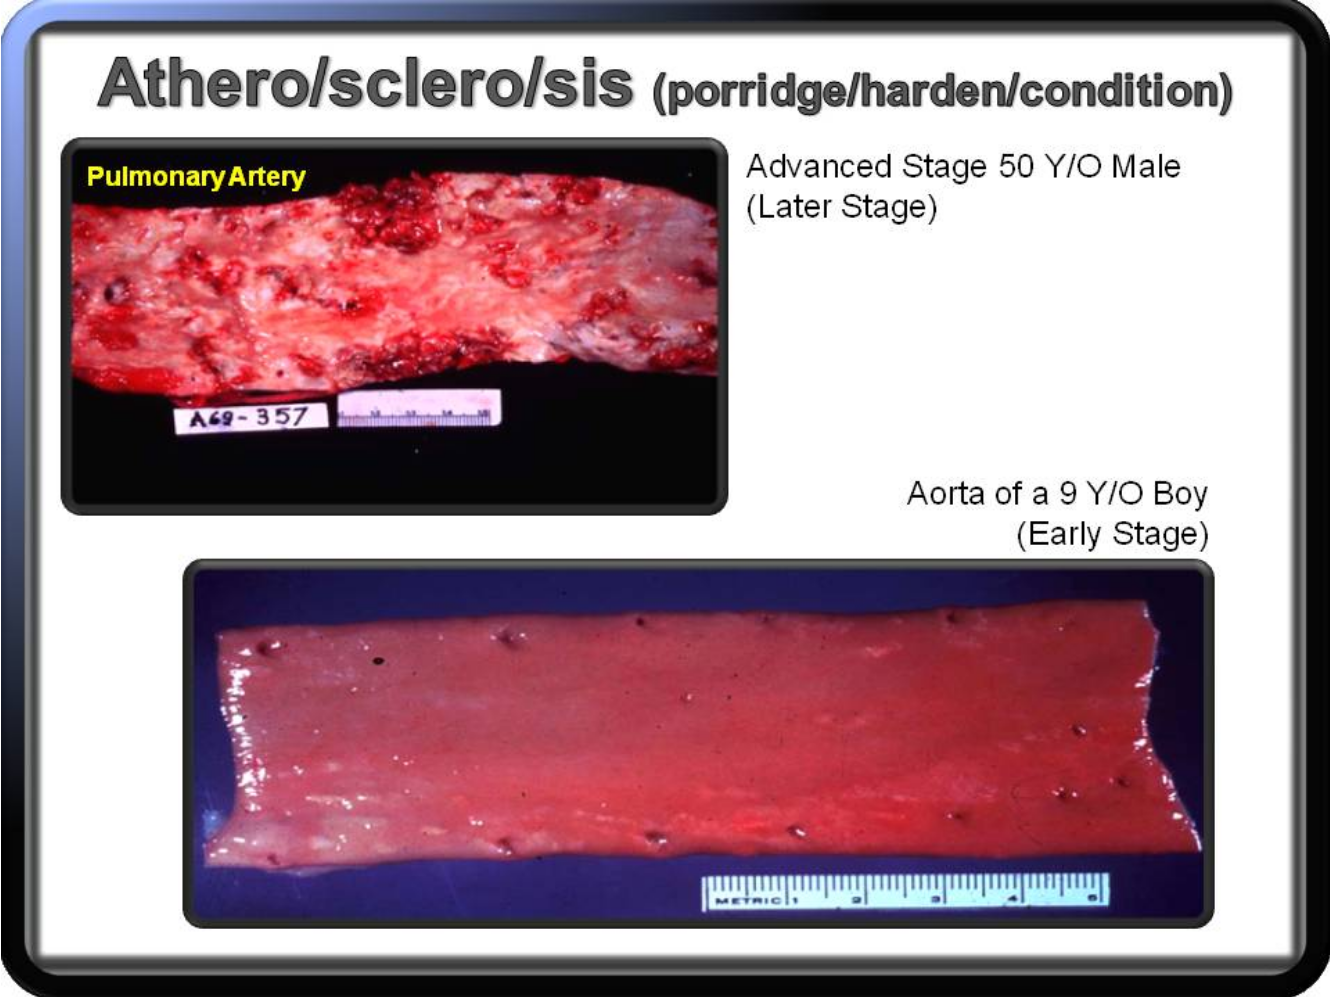 Athero/sclero/sis (porridge/harden/condition)
Pulmonary Artery
Advanced Stage 50 Y/O Male
(Later Stage)
A69-357
Aorta of a 9 Y/O Boy
(Early Stage)
METRIC 1 2 3 4 5